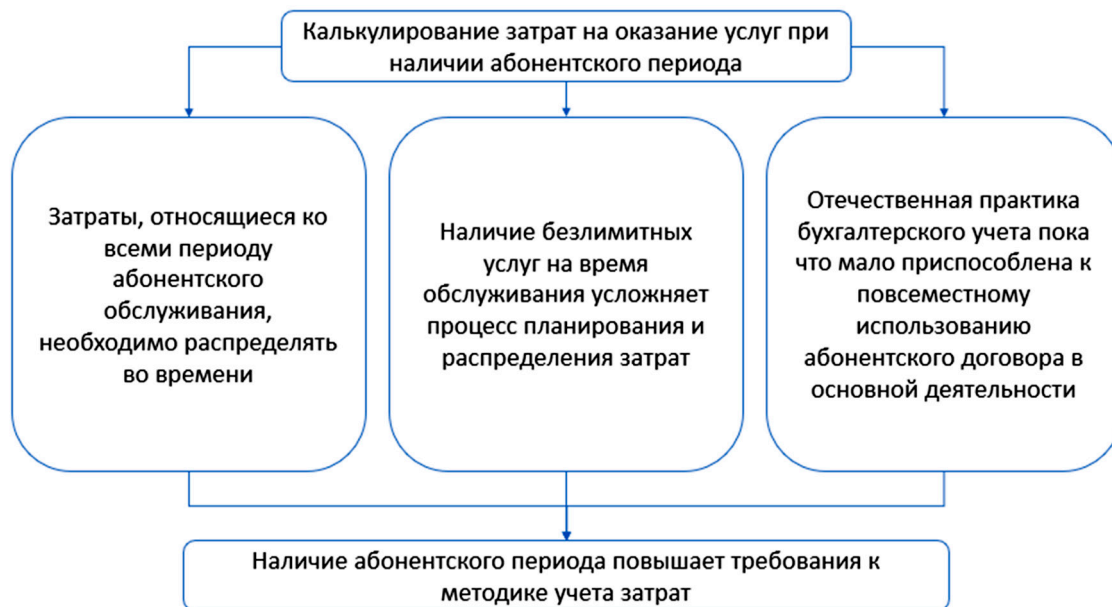 Калькулирование затрат на оказание услуг при
наличии абонентского периода
Затраты, относящиеся ко
всеми периоду
абонентского
обслуживания,
необходимо распределять
во времени
Наличие безлимитных
услуг на время
обслуживания усложняет
процесс планирования и
распределения затрат
Отечественная практика
бухгалтерского учета пока
что мало приспособлена к
повсеместному
использованию
абонентского договора в
основной деятельности
Наличие абонентского периода повышает требования к
методике учета затрат